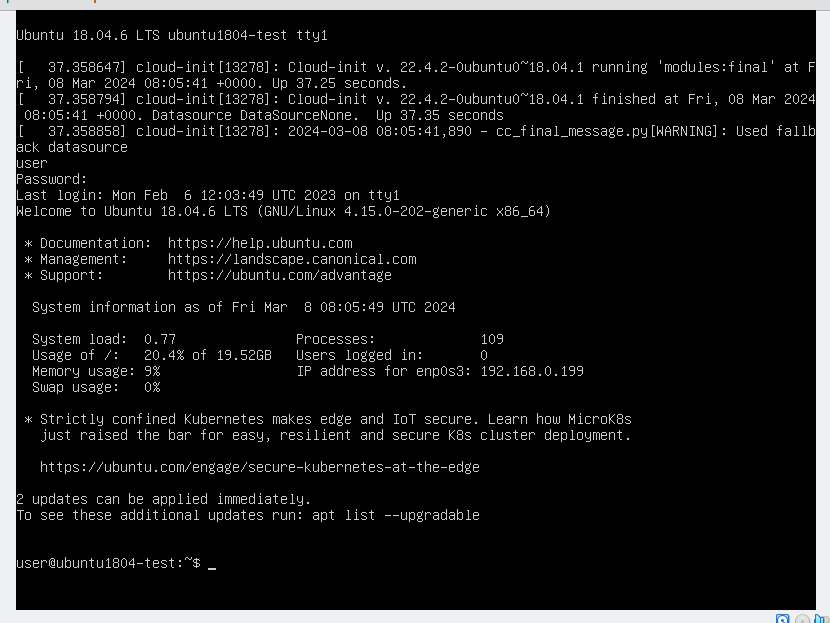 Ubuntu 18.04.6 LTS ubuntu1804-test tty1
[   37.358647] cloud-init[13278]: Cloud-init v. 22.4.2-0ubuntu0~18.04.1 running 'modules:final' at F
ri, 08 Mar 2024 08:05:41 +0000. Up 37.25 seconds.
[   37.358794] cloud-init[13278]: Cloud-init v. 22.4.2-0ubuntu0~18.04.1 finished at Fri, 08 Mar 2024
 08:05:41 +0000. Datasource DataSourceNone.  Up 37.35 seconds
[   37.358858] cloud-init[13278]: 2024-03-08 08:05:41,890 - cc_final_message.py[WARNING]: Used fallb
ack datasource
user
Password:
Last login: Mon Feb  6 12:03:49 UTC 2023 on tty1
Welcome to Ubuntu 18.04.6 LTS (GNU/Linux 4.15.0-202-generic x86_64)
 * Documentation:  https://help.ubuntu.com
 * Management:     https://landscape.canonical.com
 * Support:        https://ubuntu.com/advantage
  System information as of Fri Mar  8 08:05:49 UTC 2024
  System load:  0.77               Processes:             109
  Usage of /:   20.4% of 19.52GB   Users logged in:       0
  Memory usage: 9%                 IP address for enp0s3: 192.168.0.199
  Swap usage:   0%
 * Strictly confined Kubernetes makes edge and IoT secure. Learn how MicroK8s
   just raised the bar for easy, resilient and secure K8s cluster deployment.
   https://ubuntu.com/engage/secure-kubernetes-at-the-edge
2 updates can be applied immediately.
To see these additional updates run: apt list --upgradable
user@ubuntu1804-test:~$ _